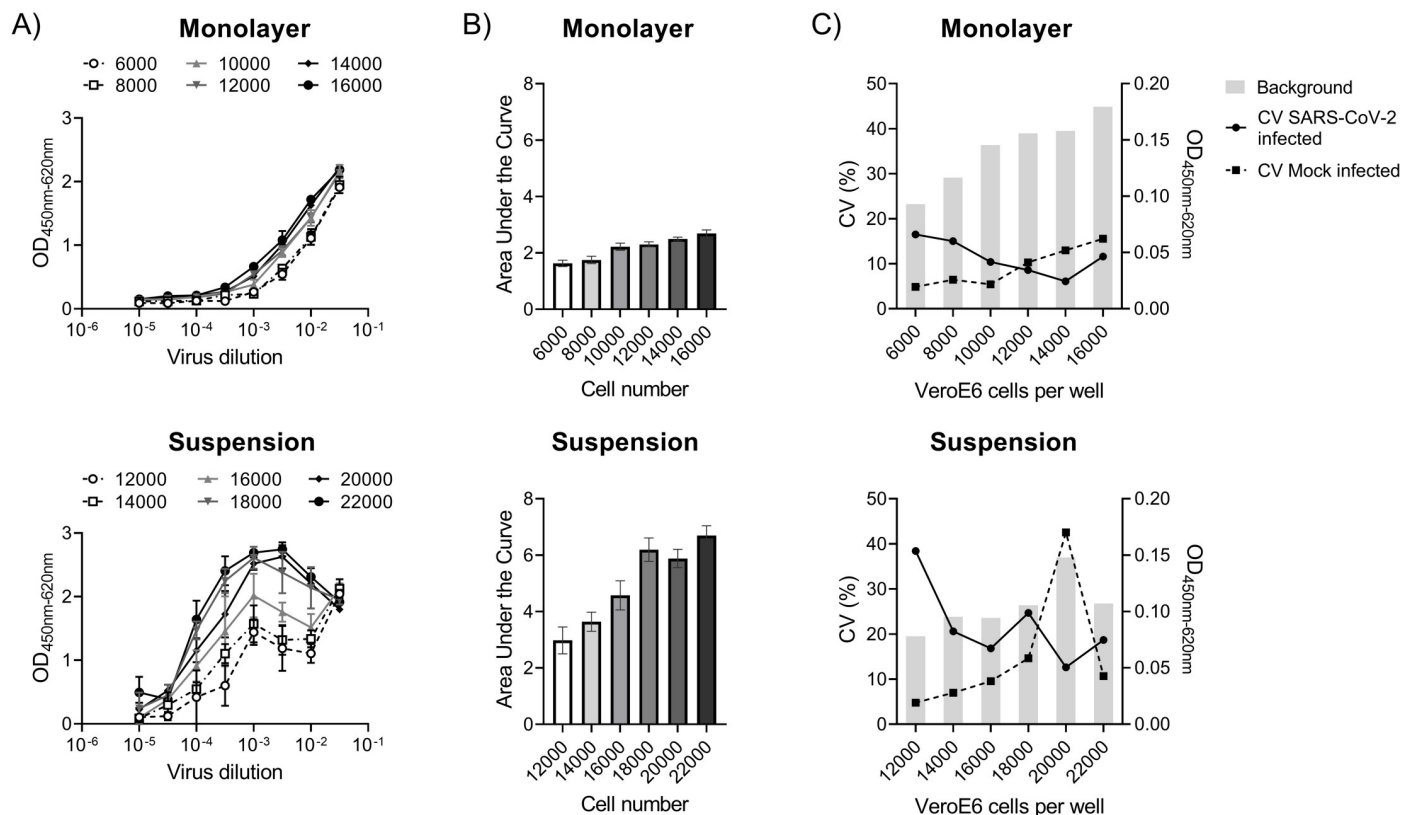 A)
Monolayer
6000 10000 14000
8000 12000 16000
3
2
1
0
OD450nm-620nm
10-6 10-5 10-4 10-3 10-2 10-1
Virus dilution
B)
Monolayer
8
6
4
2
0
Area Under the Curve
6000 8000 10000 12000 14000 16000
Cell number
C)
Monolayer
50
40
30
20
10
0
CV (%)
0.20
0.15
0.10
0.05
0.00
OD450nm-620nm
6000 8000 10000 12000 14000 16000
VeroE6 cells per well
Background
CV SARS-CoV-2
infected
CV Mock infected
Suspension
12000 16000 20000
14000 18000 22000
3
2
1
0
OD450nm-620nm
10-6 10-5 10-4 10-3 10-2 10-1
Virus dilution
Suspension
8
6
4
2
0
Area Under the Curve
12000 14000 16000 18000 20000 22000
Cell number
Suspension
50
40
30
20
10
0
CV (%)
0.20
0.15
0.10
0.05
0.00
OD450nm-620nm
12000 14000 16000 18000 20000 22000
VeroE6 cells per well